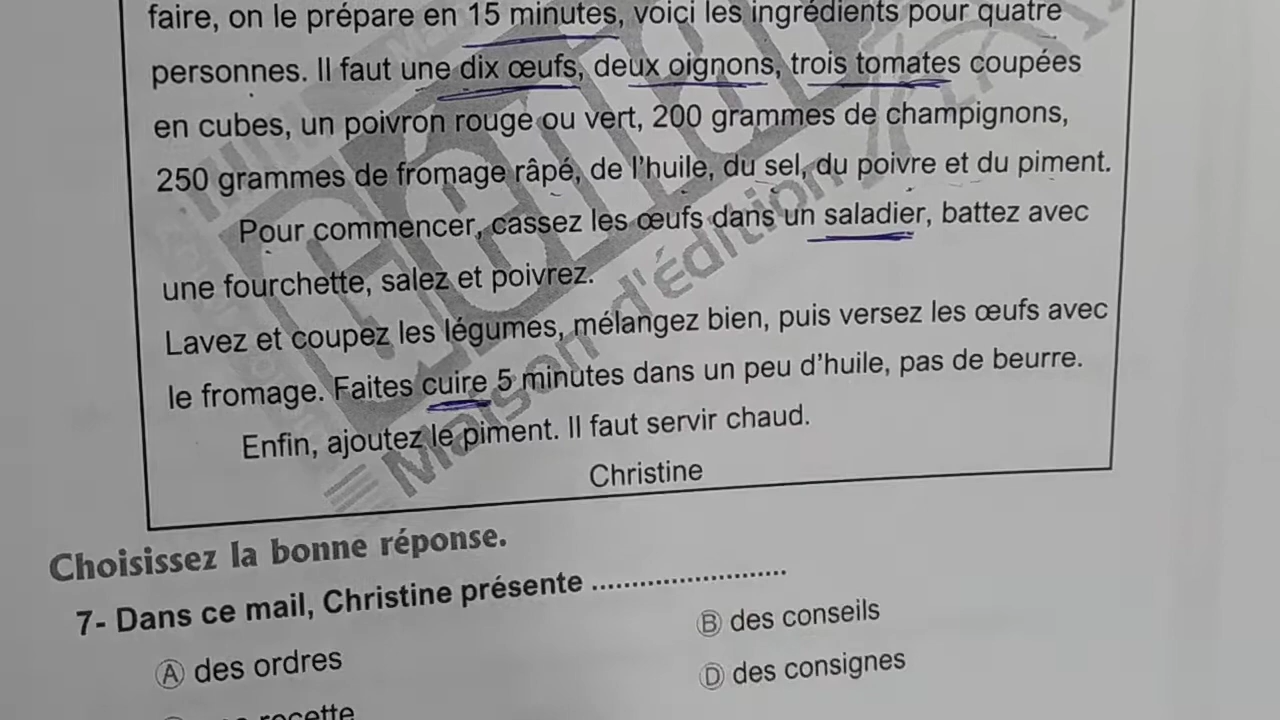 faire, on le prépare en 15 minutes, voici les ingrédients pour quatre
personnes. Il faut une dix œufs, deux oignons, trois tomates coupées
en cubes, un poivron rouge ou vert, 200 grammes de champignons,
250 grammes de fromage râpé, de l'huile, du sel, du poivre et du piment.
Pour commencer, cassez les œufs dans un saladier, battez avec
une fourchette, salez et poivrez.
Lavez et coupez les légumes, mélangez bien, puis versez les œufs avec
le fromage. Faites cuire 5 minutes dans un peu d'huile, pas de beurre.
Enfin, ajoutez le piment. Il faut servir chaud.
Christine
Maison d'édition
Choisissez la bonne réponse.
7- Dans ce mail, Christine présente ........................
A des ordres
B des conseils
recette
D des consignes